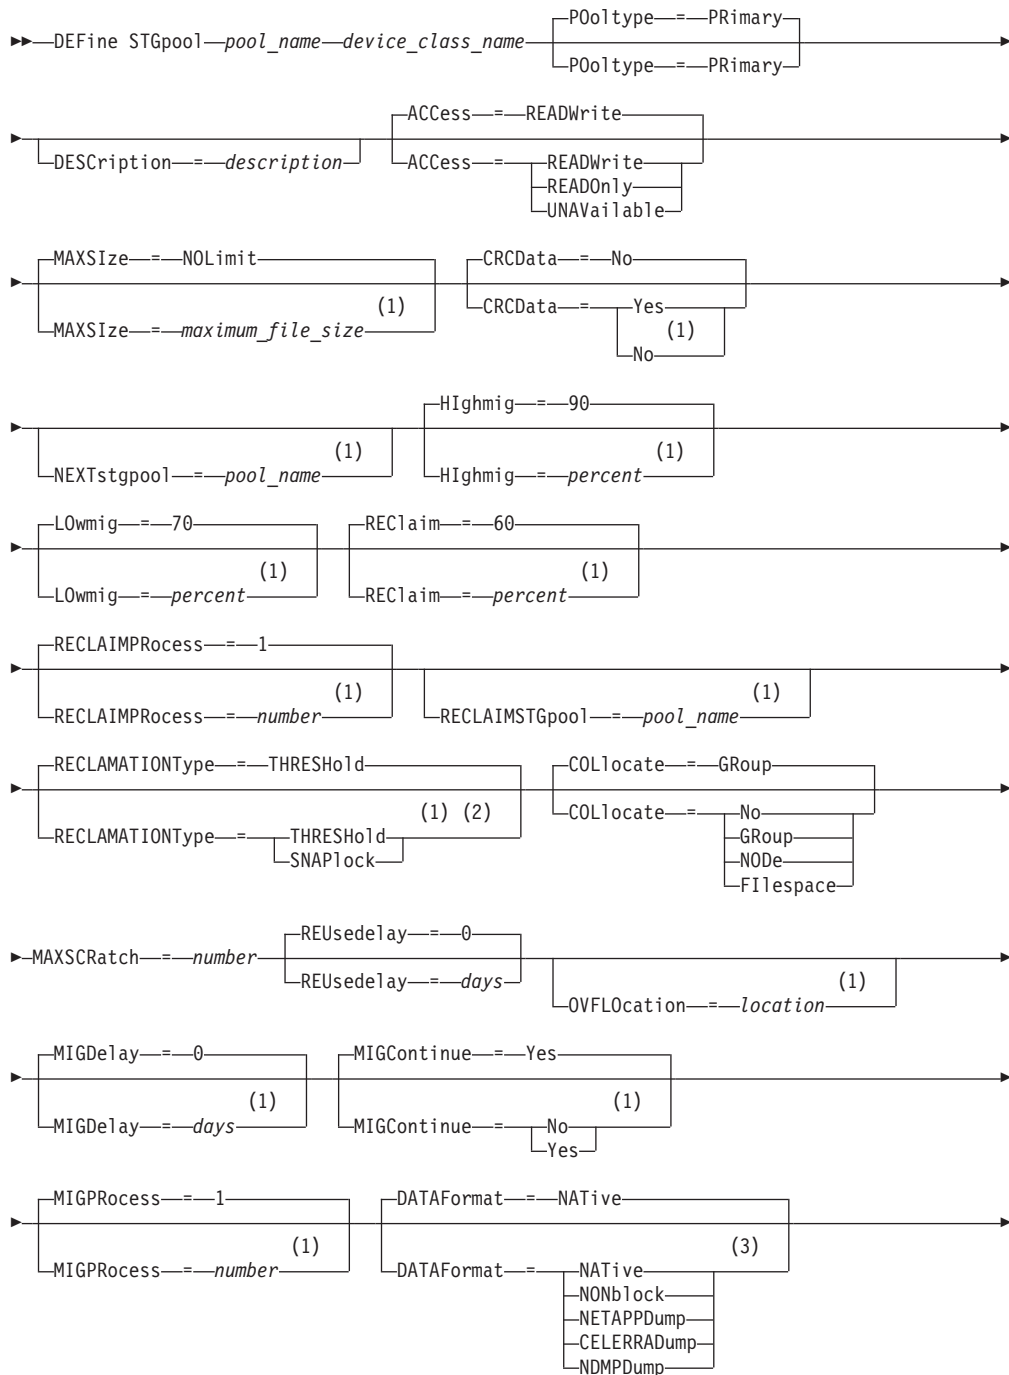 POoltype = PRimary
DEFine STGpool pool_name device_class_name
POoltype = PRimary
ACCess = READWrite
DESCription = description
ACCess = READWrite
READOnly
UNAVailable
MAXSIze = NOLimit
CRCData = No
(1)
MAXSIze = maximum_file_size
CRCData = Yes
(1)
No
HIghmig = 90
(1)
NEXTstgpool = pool_name
(1)
HIghmig = percent
LOwmig = 70
REClaim = 60
(1)
LOwmig = percent
(1)
REClaim = percent
RECLAIMPRocess = 1
(1)
RECLAIMPRocess = number
(1)
RECLAIMSTGpool = pool_name
RECLAMATIONType = THRESHold
COLlocate = GRoup
(1) (2)
RECLAMATIONType = THRESHold
SNAPlock
COLlocate = No
GRoup
NODe
FIlespace
REUsedelay = 0
MAXSCRatch = number
REUsedelay = days
(1)
OVFLOcation = location
MIGDelay = 0
MIGContinue = Yes
(1)
MIGDelay = days
(1)
MIGContinue = No
Yes
MIGPRocess = 1
DATAFormat = NATive
(1)
MIGPRocess = number
(3)
DATAFormat = NATive
NONblock
NETAPPDump
CELERRADump
NDMPDump